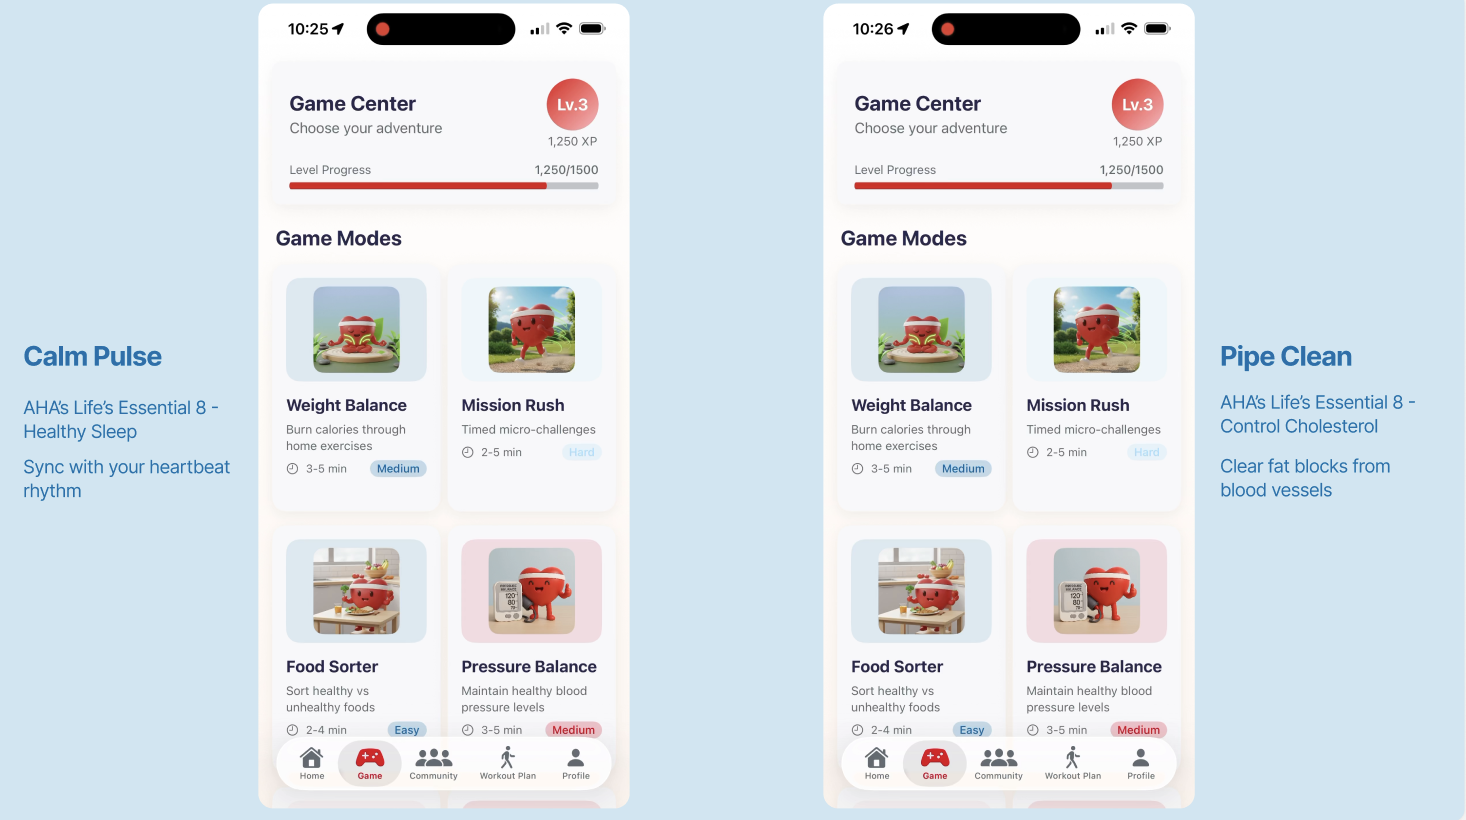 Calm Pulse
AHA's Life's Essential 8 -
Healthy Sleep
Sync with your heartbeat
rhythm
10:25
Game Center
Choose your adventure
Lv.3
1,250 XP
Level Progress
1,250/1500
Game Modes
Weight Balance
Burn calories through
home exercises
3-5 min
Medium
Mission Rush
Timed micro-challenges
2-5 min
Hard
Food Sorter
Sort healthy vs
unhealthy foods
2-4 min
Easy
120
80
Pressure Balance
Maintain healthy blood
pressure levels
3-5 min
Medium
Home
Game
Community
Workout Plan
Profile
10:26
Game Center
Choose your adventure
Lv.3
1,250 XP
Level Progress
1,250/1500
Game Modes
Weight Balance
Burn calories through
home exercises
3-5 min
Medium
Mission Rush
Timed micro-challenges
2-5 min
Hard
Food Sorter
Sort healthy vs
unhealthy foods
2-4 min
Easy
120
80
Pressure Balance
Maintain healthy blood
pressure levels
3-5 min
Medium
Home
Game
Community
Workout Plan
Profile
Pipe Clean
AHA's Life's Essential 8 -
Control Cholesterol
Clear fat blocks from
blood vessels